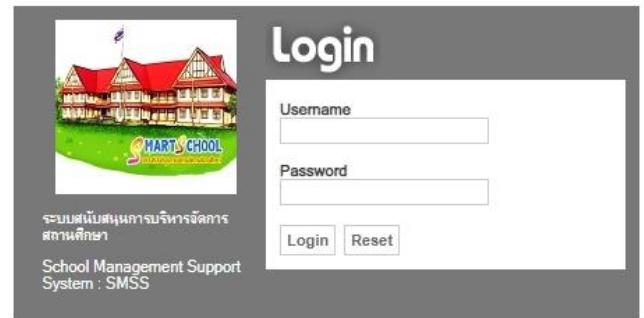 Login
SMART SCHOOL
Username
Password
Login Reset
ระบบสนับสนุนการบริหารจัดการ
สถานศึกษา
School Management Support
System : SMSS